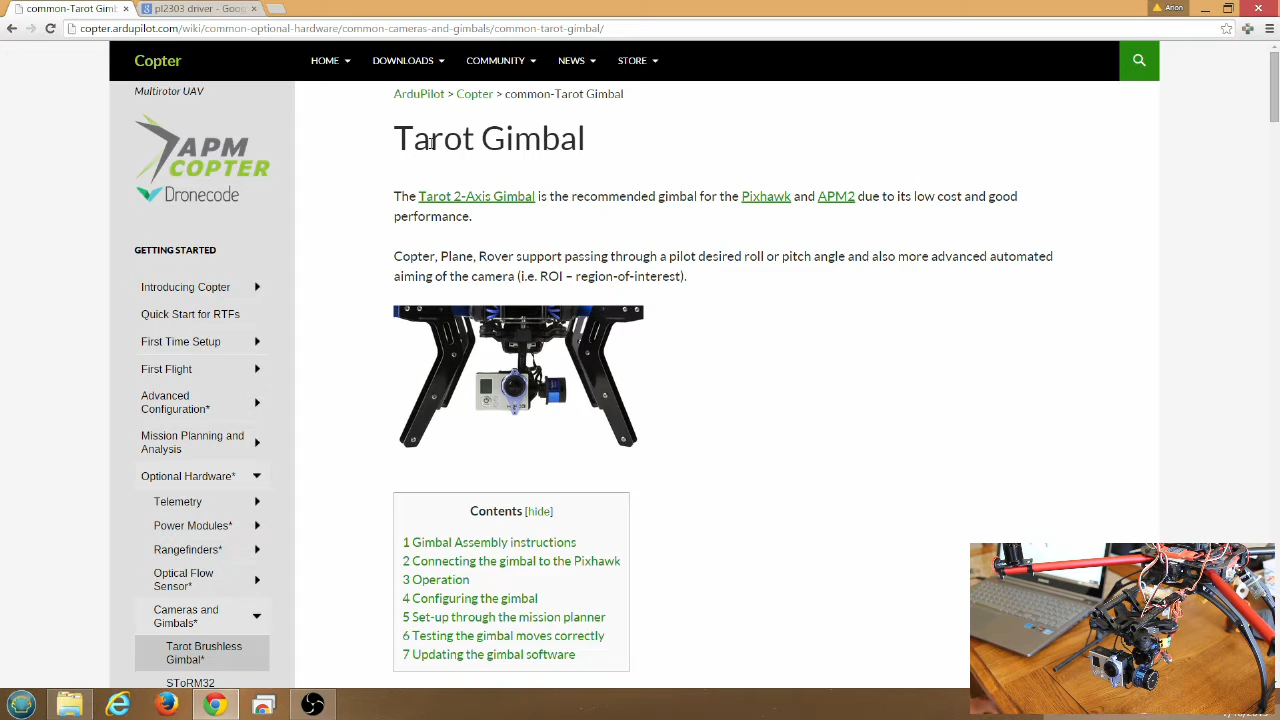 common-Tarot Gimb
pl2303 driver - Goog
Anon
copter.ardupilot.com/wiki/common-optional-hardware/common-cameras-and-gimbals/common-tarot-gimbal/
Copter
HOME
DOWNLOADS
COMMUNITY
NEWS
STORE
Multirotor UAV
APM
COPTER
Dronecode
GETTING STARTED
Introducing Copter
Quick Start for RTFs
First Time Setup
First Flight
Advanced
Configuration*
Mission Planning and
Analysis
Optional Hardware*
Telemetry
Power Modules*
Rangefinders*
Optical Flow
Sensor*
Cameras and
Gimbals*
Tarot Brushless
Gimbal*
SToRM32
ArduPilot > Copter > common-Tarot Gimbal
Tarot Gimbal
The Tarot 2-Axis Gimbal is the recommended gimbal for the Pixhawk and APM2 due to its low cost and good
performance.
Copter, Plane, Rover support passing through a pilot desired roll or pitch angle and also more advanced automated
aiming of the camera (i.e. ROI – region-of-interest).
Contents [hide]
1 Gimbal Assembly instructions
2 Connecting the gimbal to the Pixhawk
3 Operation
4 Configuring the gimbal
5 Set-up through the mission planner
6 Testing the gimbal moves correctly
7 Updating the gimbal software